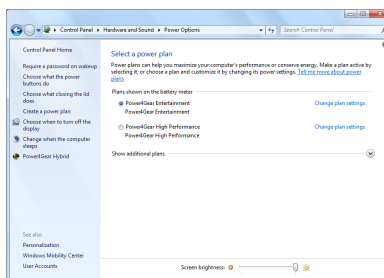 Control Panel ▸ Hardware and Sound ▸ Power Options
Search Control Panel
Control Panel Home
Require a password on wakeup
Choose what the power
buttons do
Choose what closing the lid
does
Create a power plan
Choose when to turn off the
display
Change when the computer
sleeps
Power4Gear Hybrid
See also
Personalization
Windows Mobility Center
User Accounts
Select a power plan
Power plans can help you maximize your computer's performance or conserve energy. Make a plan active by
selecting it, or choose a plan and customize it by changing its power settings. Tell me more about power
plans
Plans shown on the battery meter
Power4Gear Entertainment Change plan settings
Power4Gear Entertainment
Power4Gear High Performance Change plan settings
Power4Gear High Performance
Show additional plans
Screen brightness: